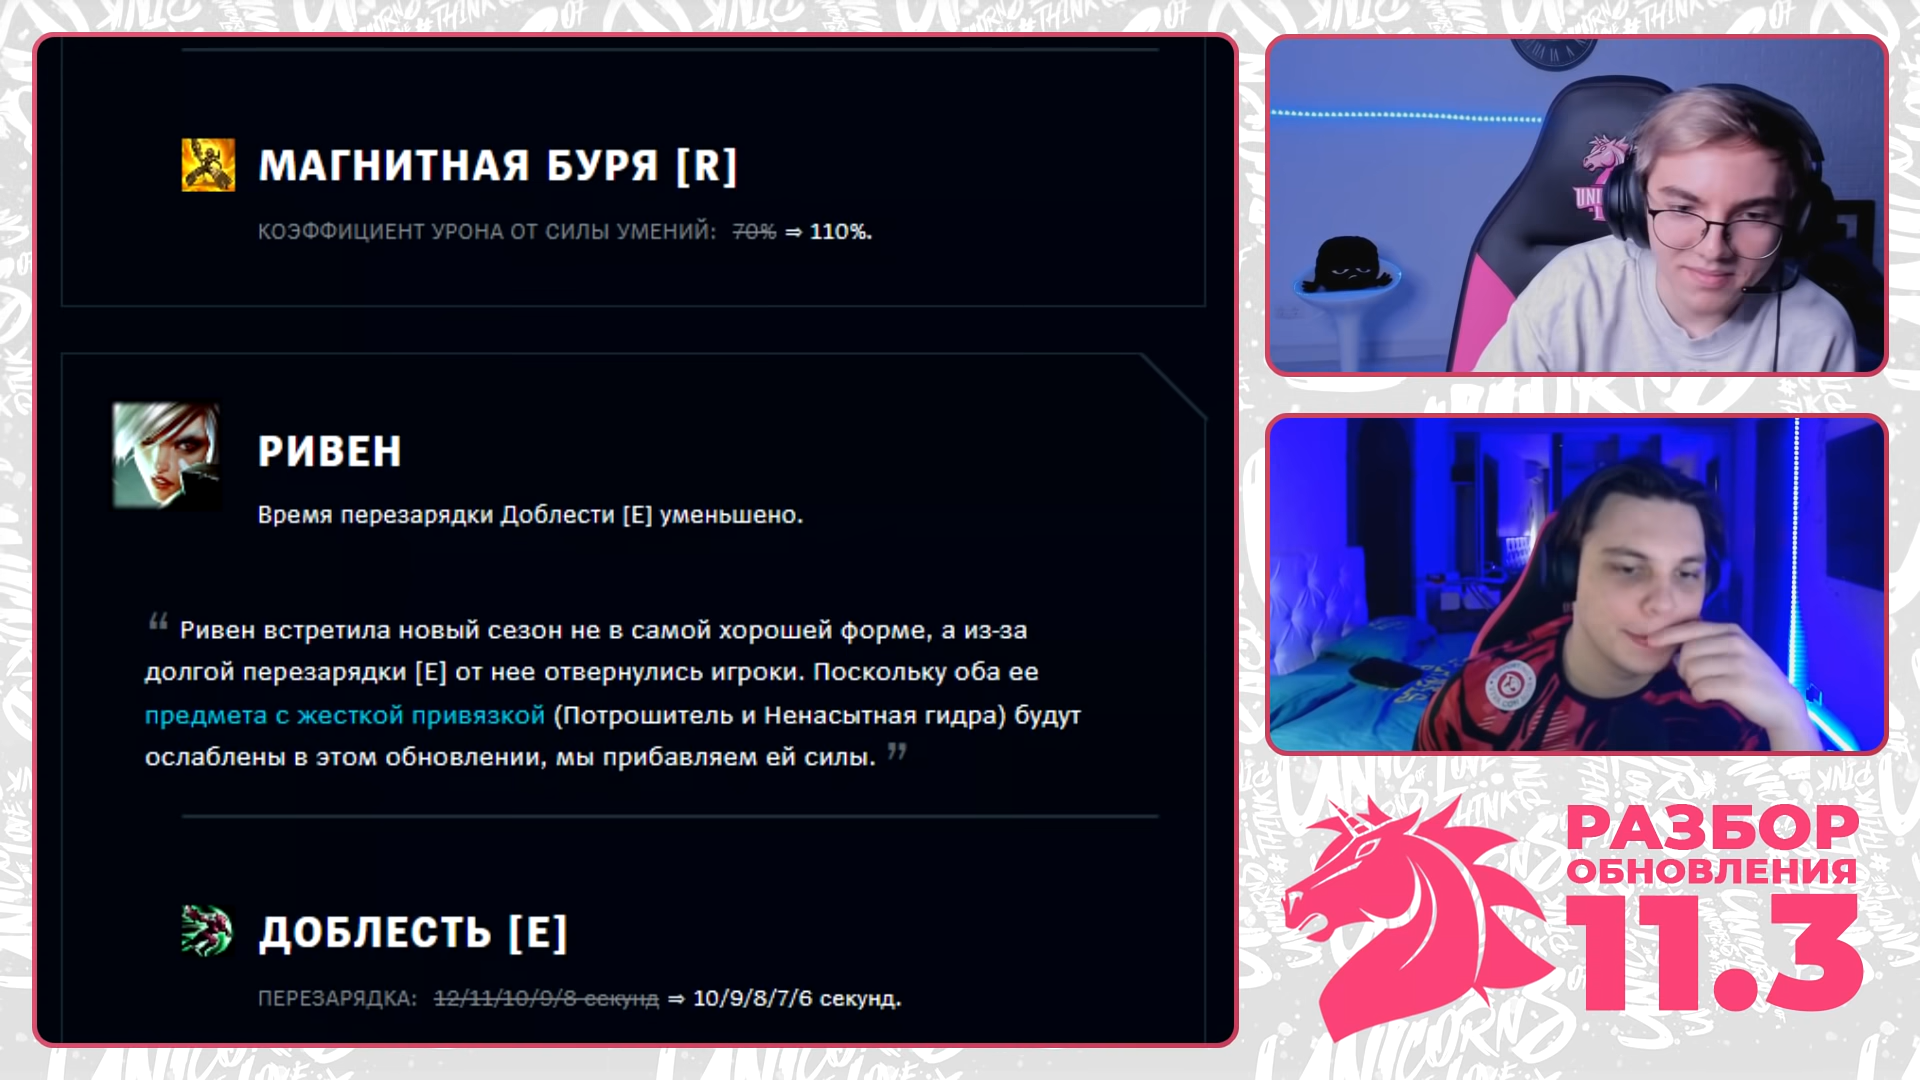 МАГНИТНАЯ БУРЯ [R]
КОЭФФИЦИЕНТ УРОНА ОТ СИЛЫ УМЕНИЙ: 70% ⇒ 110%.
РИВЕН
Время перезарядки Доблести [E] уменьшено.
“ Ривен встретила новый сезон не в самой хорошей форме, а из-за
долгой перезарядки [E] от нее отвернулись игроки. Поскольку оба ее
предмета с жесткой привязкой (Потрошитель и Ненасытная гидра) будут
ослаблены в этом обновлении, мы прибавляем ей силы. ”
ДОБЛЕСТЬ [E]
ПЕРЕЗАРЯДКА: 12/11/10/9/8 секунд ⇒ 10/9/8/7/6 секунд.
РАЗБОР
ОБНОВЛЕНИЯ
11.3